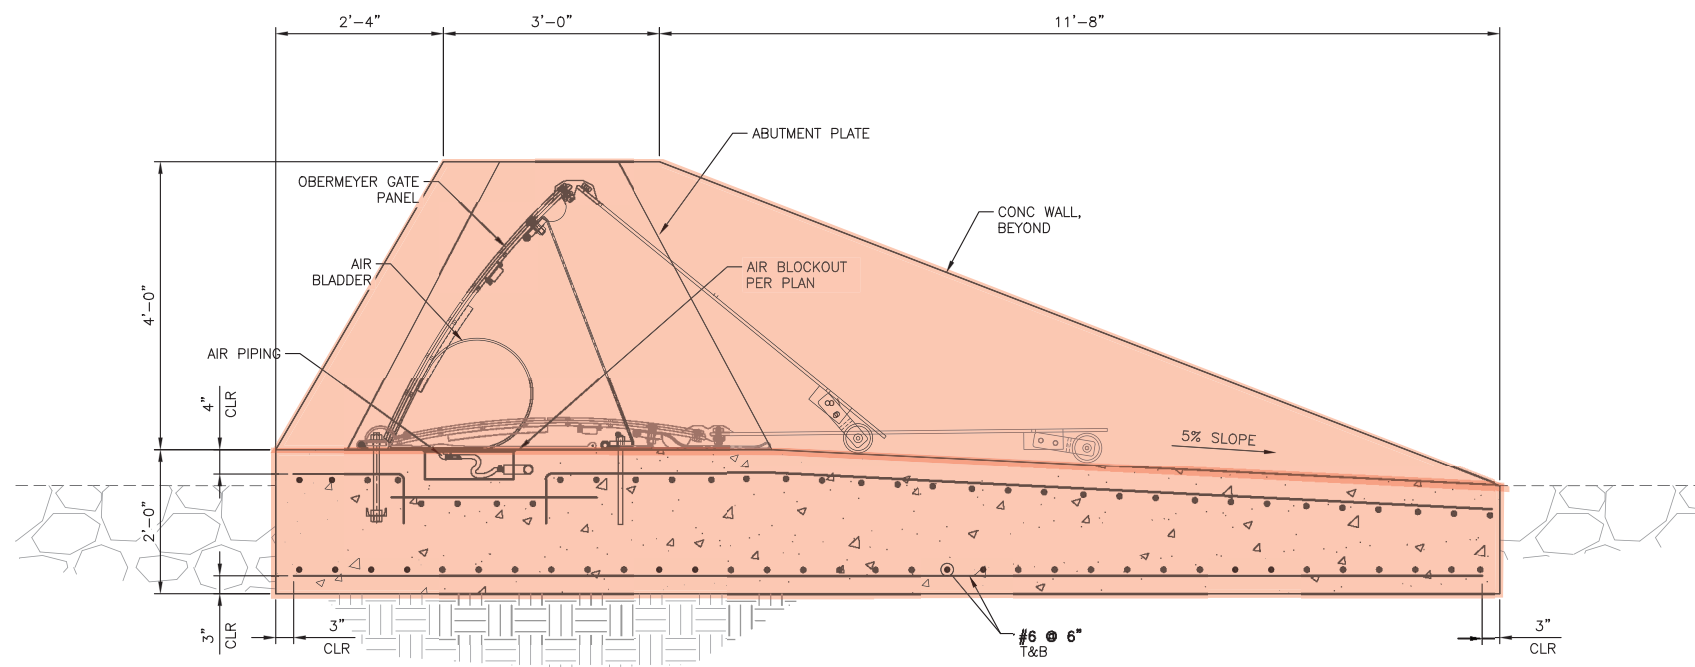 2'-4"
3'-0"
11'-8"
ABUTMENT PLATE
OBERMEYER GATE
PANEL
CONC WALL,
BEYOND
AIR
BLADDER
AIR BLOCKOUT
PER PLAN
4'-0"
AIR PIPING
4"
CLR
5% SLOPE
2'-0"
3"
CLR
3"
CLR
#6 @ 6"
T&B
3"
CLR